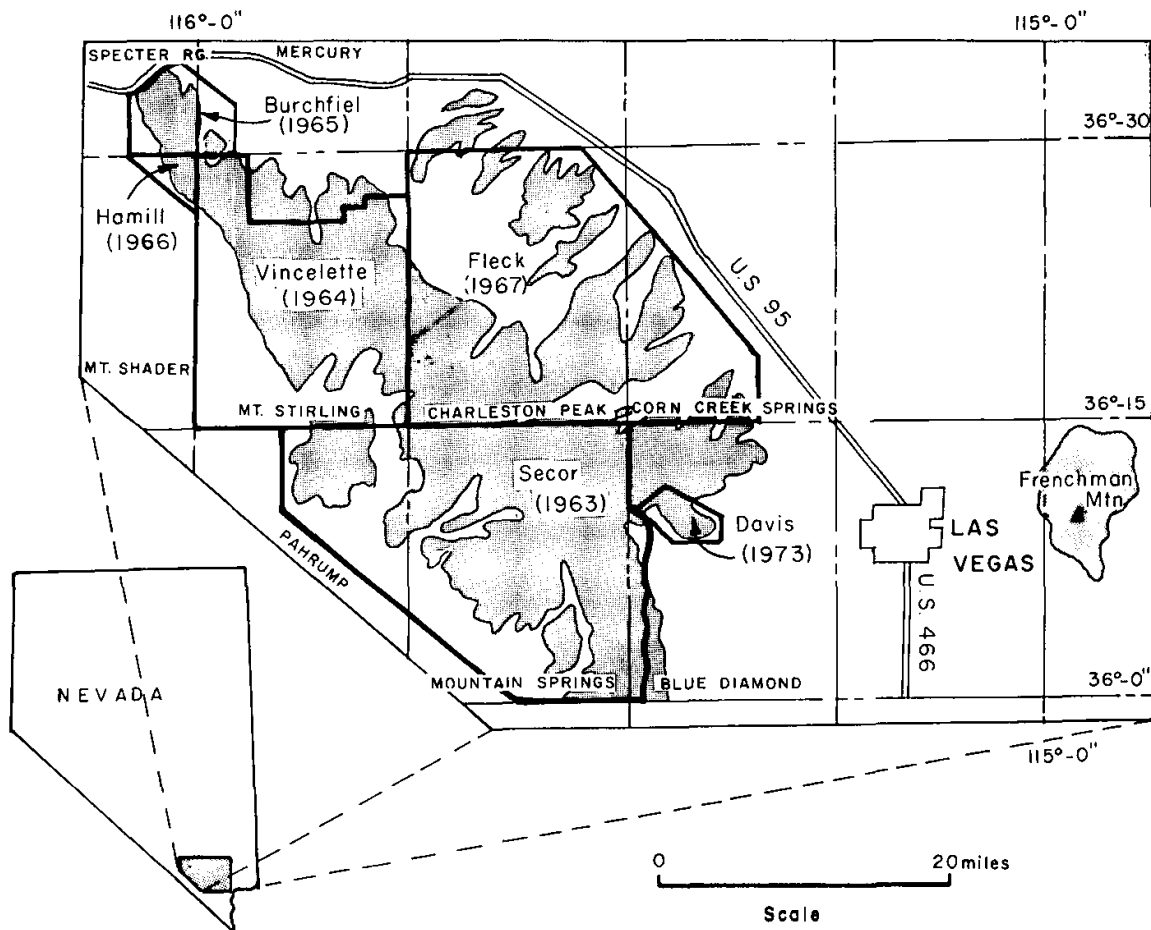 116°-0"
115°-0"
SPECTER RG.
MERCURY
Burchfiel
(1965)
36°-30
Hamill
(1966)
Vincelette
(1964)
Fleck
(1967)
U.S 95
MT. SHADER
MT. STIRLING
CHARLESTON PEAK
CORN CREEK SPRINGS
36°-15
Secor
(1963)
Frenchman
Mtn.
Davis
(1973)
LAS
VEGAS
PAHRUMP
U.S. 466
MOUNTAIN SPRINGS
BLUE DIAMOND
36°-0"
NEVADA
115°-0"
0
20 miles
Scale